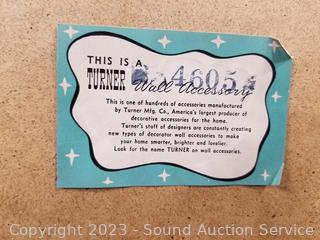 THIS IS A
TURNER 4605
Wall Accessory
This is one of hundreds of accessories manufactured
by Turner Mfg. Co., America's largest producer of
decorative accessories for the home.
Turner's staff of designers are constantly creating
new types of decorator wall accessories to make
your home smarter, brighter and lovelier.
Look for the name TURNER on wall accessories.
Copyright 2023 - Sound Auction Service